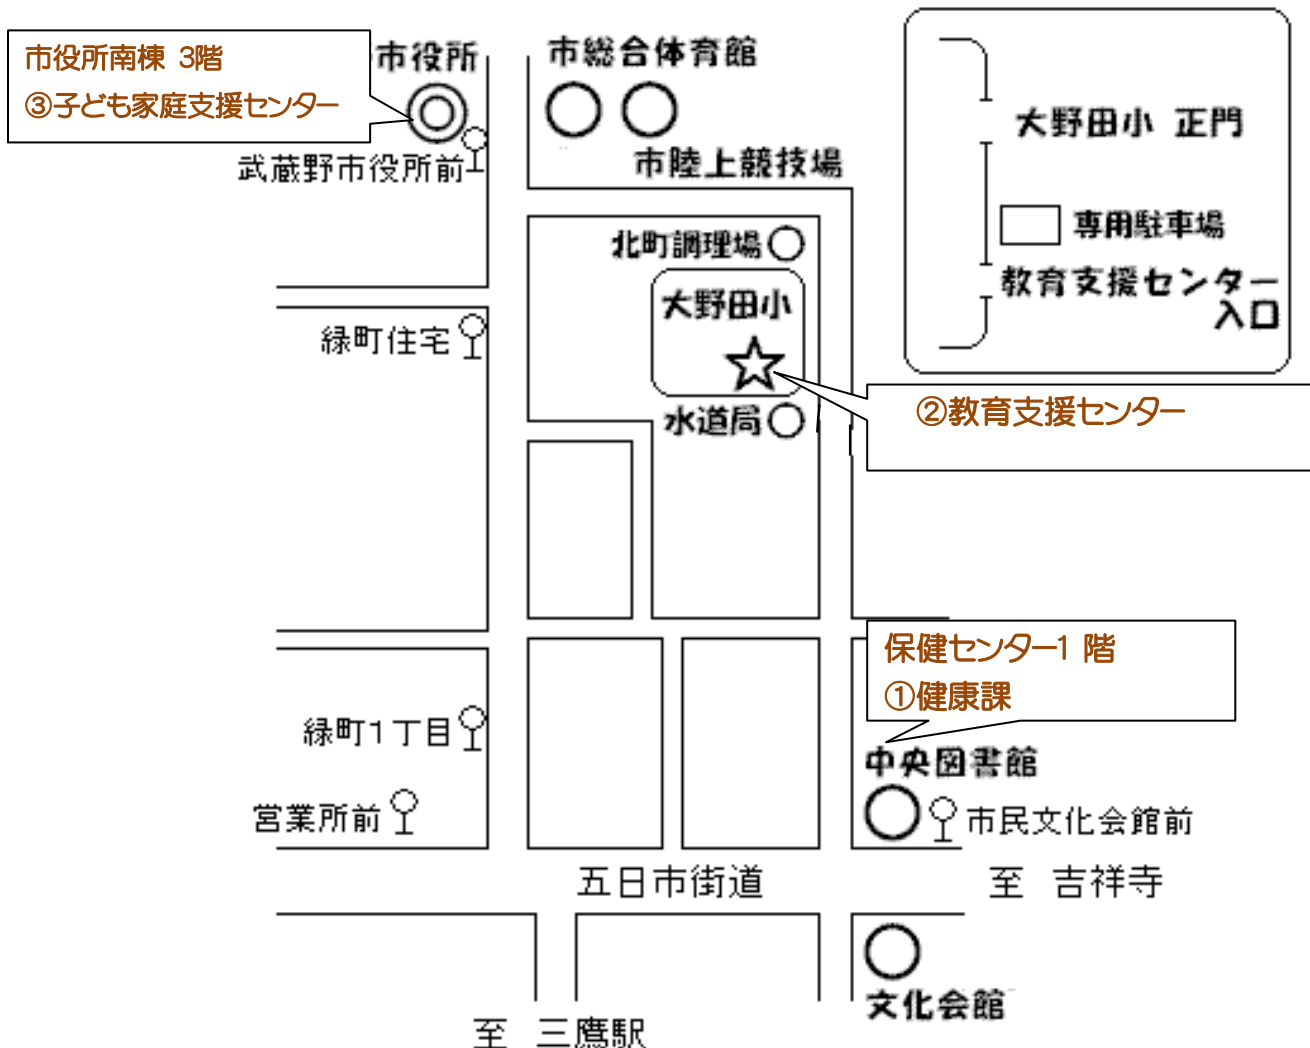 市役所南棟 3階
③子ども家庭支援センター
市役所
武蔵野市役所前
市総合体育館
市陸上競技場
大野田小 正門
専用駐車場
教育支援センター
入口
北町調理場
大野田小
緑町住宅
②教育支援センター
水道局
保健センター1 階
①健康課
緑町1丁目
中央図書館
営業所前
市民文化会館前
五日市街道
至 吉祥寺
文化会館
至 三鷹駅